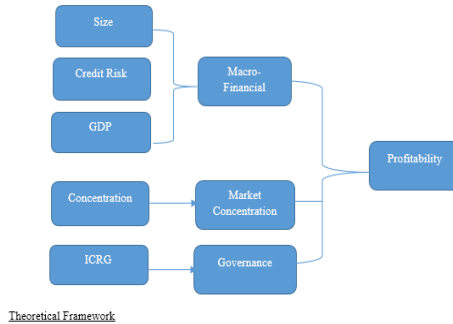 Size
Credit Risk
GDP
Macro-
Financial
Profitability
Concentration
Market
Concentration
ICRG
Governance
Theoretical Framework